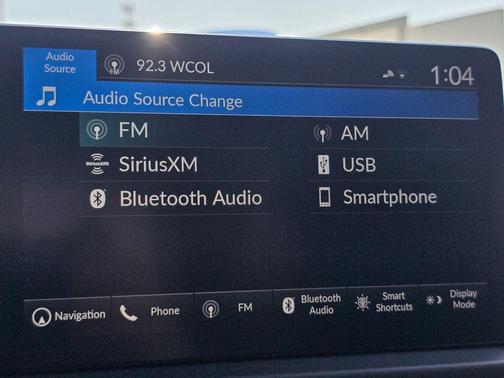 Audio
Source
FM
92.3 WCOL
1:04
Audio Source Change
FM
AM
SiriusXM
SiriusXM
USB
Bluetooth Audio
Smartphone
Navigation
Phone
FM
Bluetooth
Audio
Smart
Shortcuts
Display
Mode